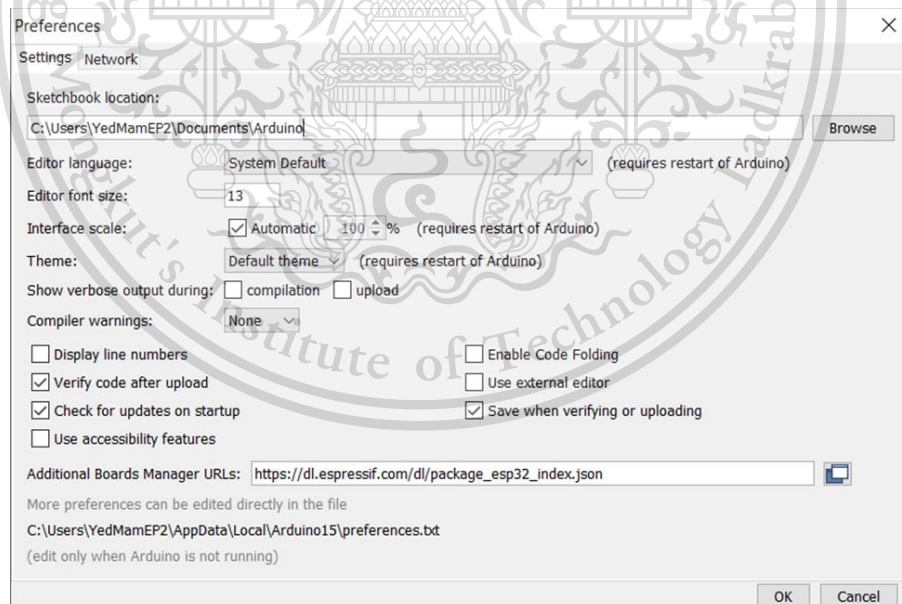 Preferences
Settings Network
Sketchbook location:
C:\Users\YedMamEP2\Documents\Arduino Browse
Editor language: System Default (requires restart of Arduino)
Editor font size: 13
Interface scale: Automatic 100 % (requires restart of Arduino)
Theme: Default theme (requires restart of Arduino)
Show verbose output during: compilation upload
Compiler warnings: None
Display line numbers Enable Code Folding
Verify code after upload Use external editor
Check for updates on startup Save when verifying or uploading
Use accessibility features
Additional Boards Manager URLs: https://dl.espressif.com/dl/package_esp32_index.json
More preferences can be edited directly in the file
C:\Users\YedMamEP2\AppData\Local\Arduino15\preferences.txt
(edit only when Arduino is not running)
OK Cancel
Institute of Technology Ladkra